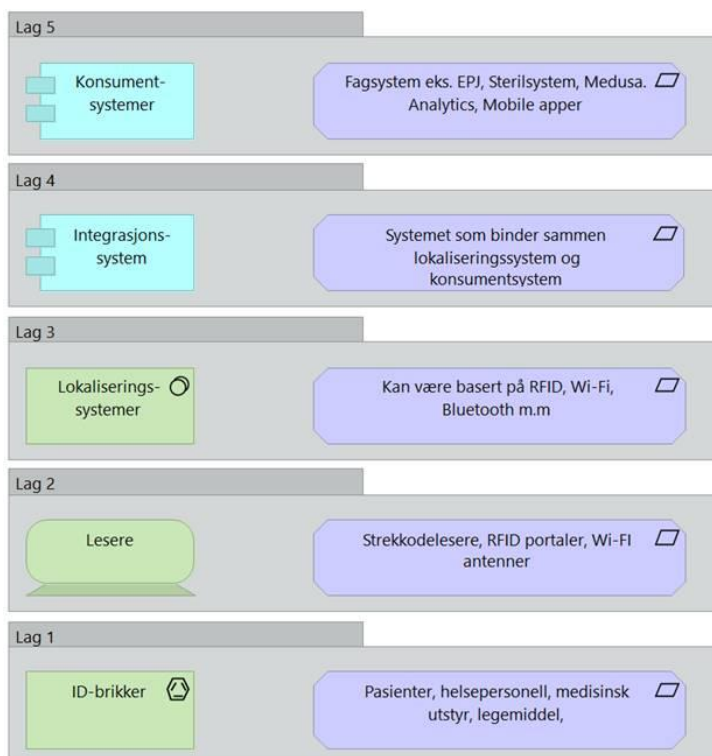 Lag 5
Konsument-
systemer
Fagsystem eks. EPJ, Sterilsystem, Medusa.
Analytics, Mobile apper
Lag 4
Integrasjons-
system
Systemet som binder sammen
lokaliseringssystem og
konsumentsystem
Lag 3
Lokaliserings-
systemer
Kan være basert på RFID, Wi-Fi,
Bluetooth m.m
Lag 2
Lesere
Strekkodelesere, RFID portaler, Wi-FI
antenner
Lag 1
ID-brikker
Pasienter, helsepersonell, medisinsk
utstyr, legemiddel,